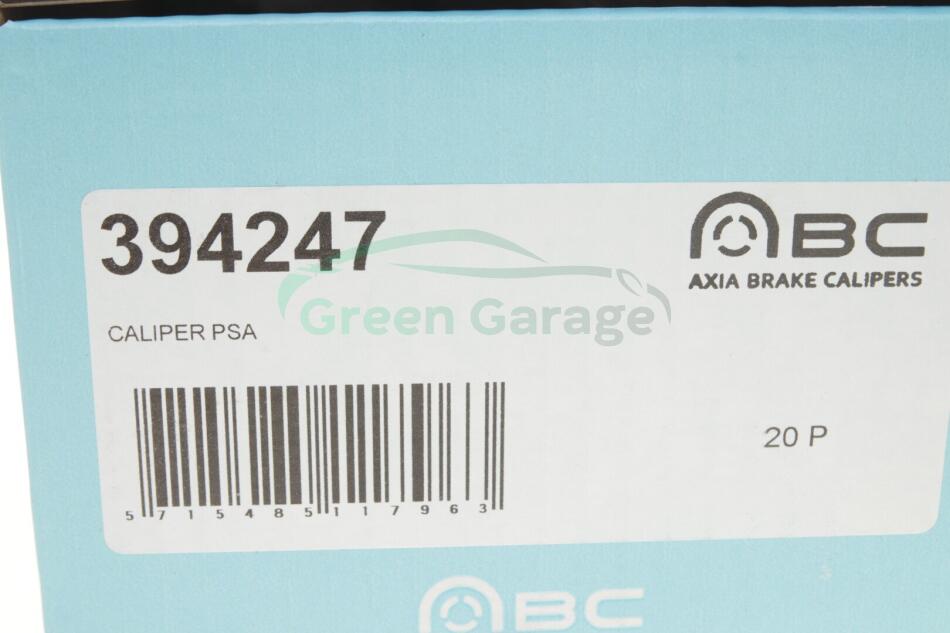 394247
ABC
AXIA BRAKE CALIPERS
Green Garage
CALIPER PSA
20 P
5 715485 117963
ABC